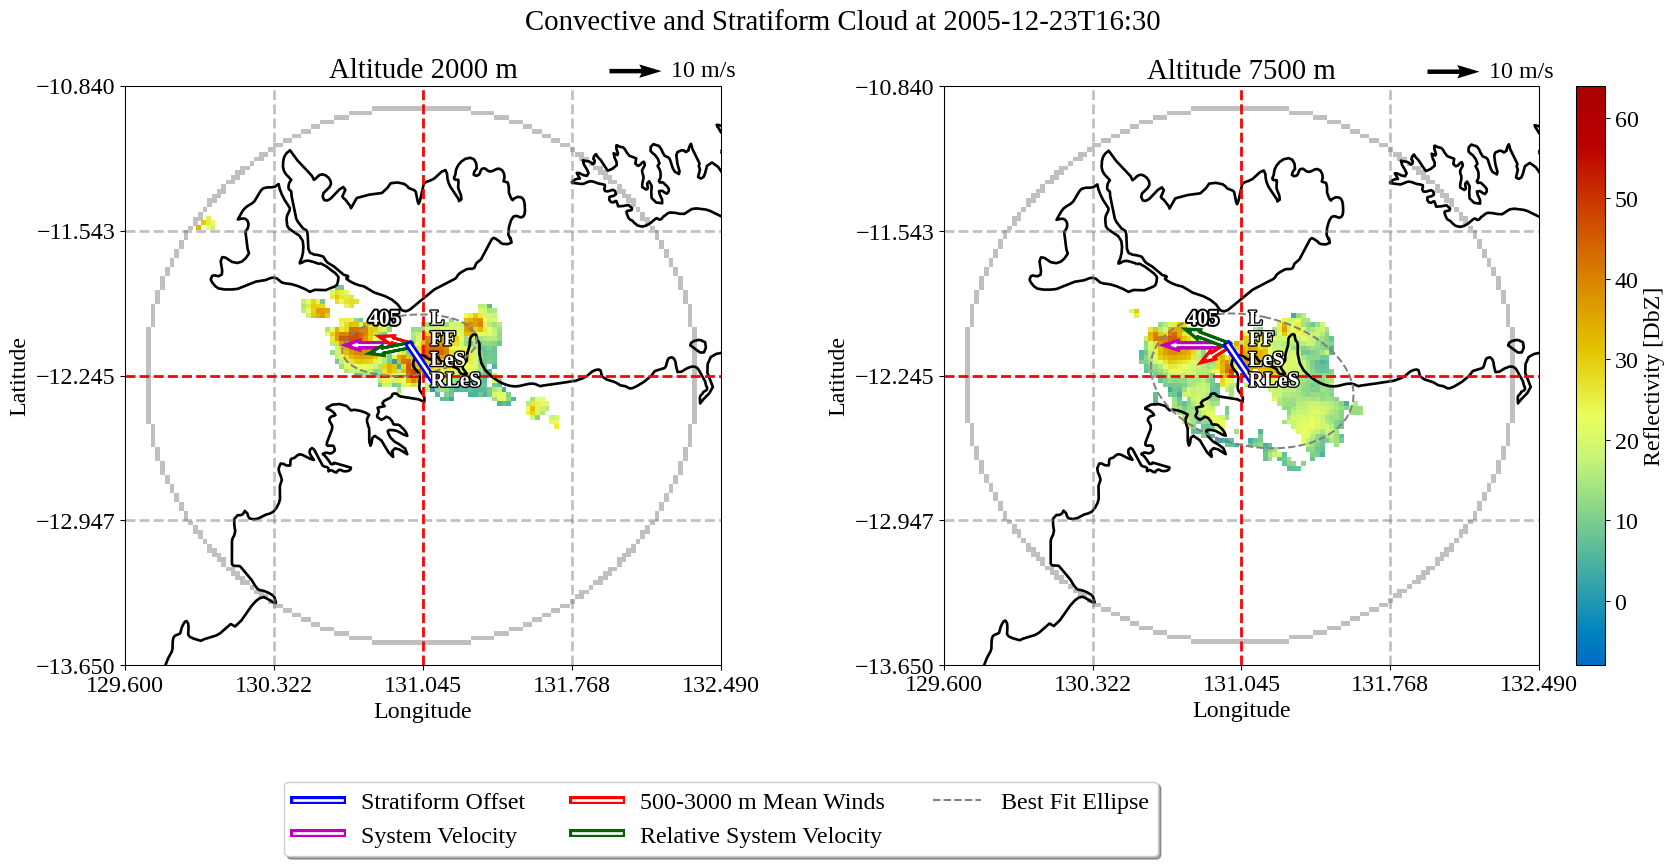 Convective and Stratiform Cloud at 2005-12-23T16:30
Altitude 2000 m
10 m/s
−10.840
−11.543
−12.245
−12.947
−13.650
129.600
130.322
131.045
131.768
132.490
Latitude
Longitude
405
L
FF
LeS
RLeS
Altitude 7500 m
10 m/s
−10.840
−11.543
−12.245
−12.947
−13.650
129.600
130.322
131.045
131.768
132.490
Latitude
Longitude
405
L
FF
LeS
RLeS
60
50
40
30
20
10
0
Reflectivity [DbZ]
Stratiform Offset
500-3000 m Mean Winds
Best Fit Ellipse
System Velocity
Relative System Velocity